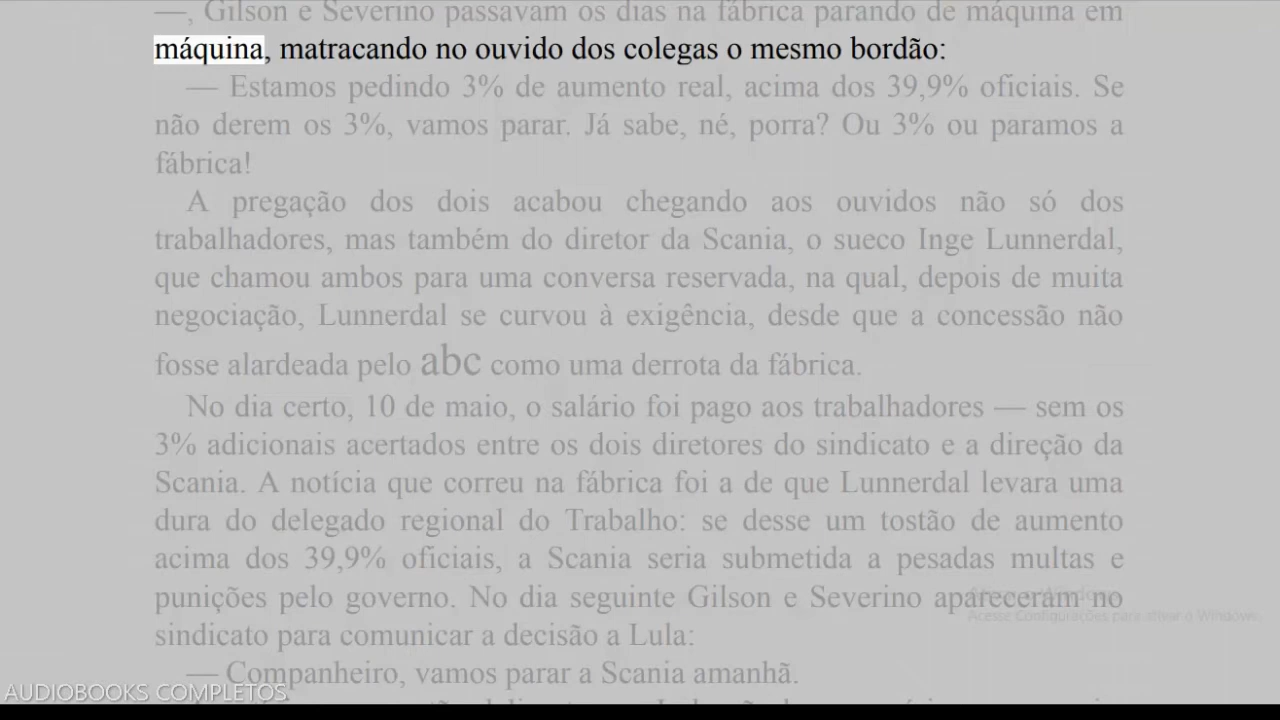 —, Gilson e Severino passavam os dias na fábrica parando de máquina em
máquina, matracando no ouvido dos colegas o mesmo bordão:
— Estamos pedindo 3% de aumento real, acima dos 39,9% oficiais. Se
não derem os 3%, vamos parar. Já sabe, né, porra? Ou 3% ou paramos a
fábrica!
A pregação dos dois acabou chegando aos ouvidos não só dos
trabalhadores, mas também do diretor da Scania, o sueco Inge Lunnerdal,
que chamou ambos para uma conversa reservada, na qual, depois de muita
negociação, Lunnerdal se curvou à exigência, desde que a concessão não
fosse alardeada pelo abc como uma derrota da fábrica.
No dia certo, 10 de maio, o salário foi pago aos trabalhadores — sem os
3% adicionais acertados entre os dois diretores do sindicato e a direção da
Scania. A notícia que correu na fábrica foi a de que Lunnerdal levara uma
dura do delegado regional do Trabalho: se desse um tostão de aumento
acima dos 39,9% oficiais, a Scania seria submetida a pesadas multas e
punições pelo governo. No dia seguinte Gilson e Severino apareceram no
Ativar o Windows
Acesse Configurações para ativar o Windows.
sindicato para comunicar a decisão a Lula:
— Companheiro, vamos parar a Scania amanhã.
AUDIOBOOKS COMPLETOS